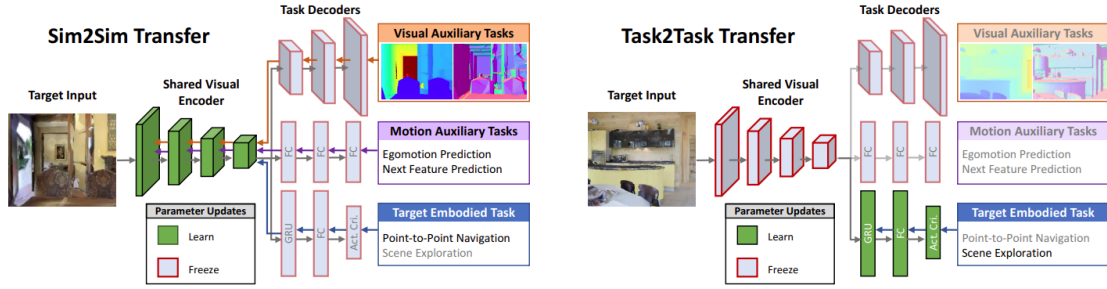 Sim2Sim Transfer
Task Decoders
Visual Auxiliary Tasks
Shared Visual
Encoder
Target Input
FC
FC
FC
Motion Auxiliary Tasks
Egomotion Prediction
Next Feature Prediction
Parameter Updates
Learn
Freeze
GRU
FC
Act. Cri.
Target Embodied Task
Point-to-Point Navigation
Scene Exploration
Task2Task Transfer
Task Decoders
Visual Auxiliary Tasks
Shared Visual
Encoder
Target Input
FC
FC
FC
Motion Auxiliary Tasks
Egomotion Prediction
Next Feature Prediction
Parameter Updates
Learn
Freeze
GRU
FC
Act. Cri.
Target Embodied Task
Point-to-Point Navigation
Scene Exploration